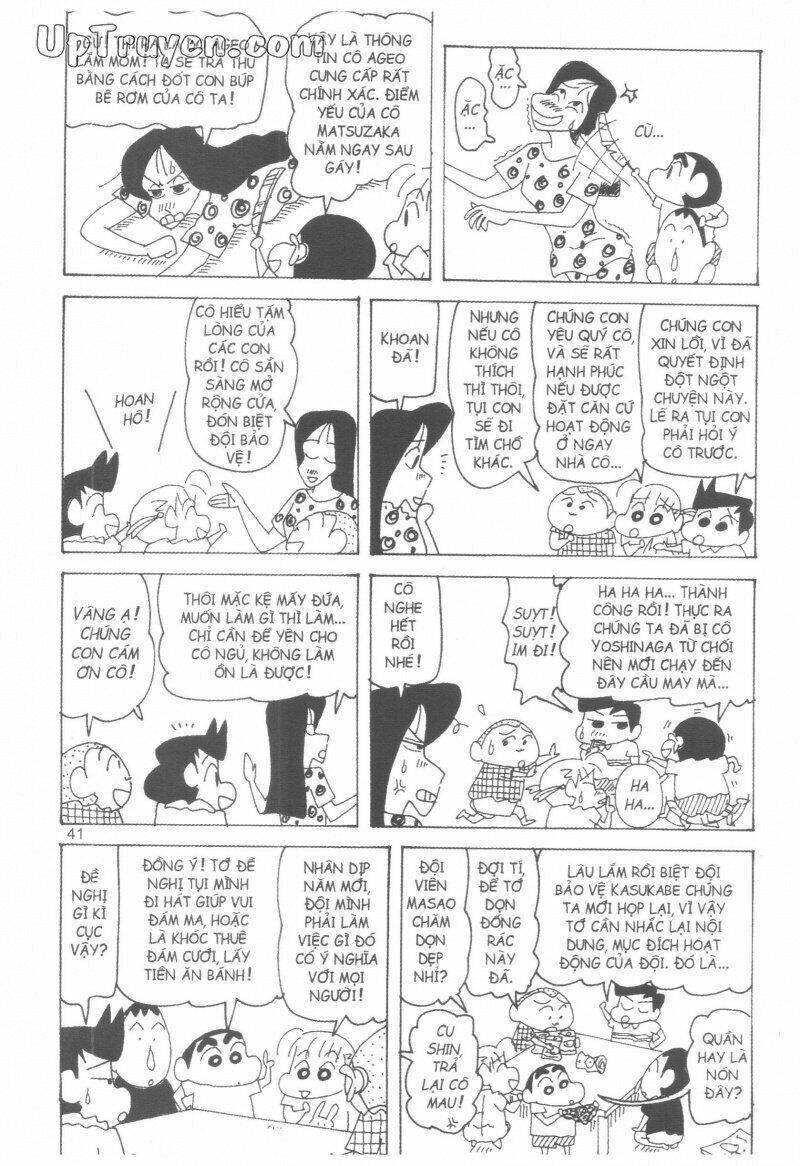 UpTruyen.com
CÙ...
ẶC
...
ẶC
...
ĐÂY LÀ THÔNG
TIN CÔ AGEO
CUNG CẤP RẤT
CHÍNH XÁC. ĐIỂM
YẾU CỦA CÔ
MATSUZAKA
NẰM NGAY SAU
GÁY!
RA LÀ DO AGEO
LẮM MỒM! TA SẼ TRẢ THÙ
BẰNG CÁCH ĐỐT CON BÚP
BÊ RƠM CỦA CÔ TA!
CHÚNG CON
XIN LỖI, VÌ ĐÃ
QUYẾT ĐỊNH
ĐỘT NGỘT
CHUYỆN NÀY.
LẼ RA TỤI CON
PHẢI HỎI Ý
CÔ TRƯỚC.
CHÚNG CON
YÊU QUÝ CÔ,
VÀ SẼ RẤT
HẠNH PHÚC
NẾU ĐƯỢC
ĐẶT CĂN CỨ
HOẠT ĐỘNG
Ở NGAY
NHÀ CÔ...
NHƯNG
NẾU CÔ
KHÔNG
THÍCH
THÌ THÔI,
TỤI CON
SẼ ĐI
TÌM CHỖ
KHÁC.
KHOAN
ĐÃ!
CÔ HIỂU TẤM
LÒNG CỦA
CÁC CON
RỒI! CÔ SẴN
SÀNG MỞ
RỘNG CỬA,
ĐÓN BIỆT
ĐỘI BẢO
VỆ!
HOAN
HÔ!
HA HA HA... THÀNH
CÔNG RỒI! THỰC RA
CHÚNG TA ĐÃ BỊ CÔ
YOSHINAGA TỪ CHỐI
NÊN MỚI CHẠY ĐẾN
ĐÂY CẦU MAY MÀ...
SUỴT!
SUỴT!
IM ĐI!
HA
HA...
CÔ
NGHE
HẾT
RỒI
NHÉ!
THÔI MẶC KỆ MẤY ĐỨA,
MUỐN LÀM GÌ THÌ LÀM...
CHỈ CẦN ĐỂ YÊN CHO
CÔ NGỦ, KHÔNG LÀM
ỒN LÀ ĐƯỢC!
VÂNG Ạ!
CHÚNG
CON CẢM
ƠN CÔ!
41
LÂU LẮM RỒI BIỆT ĐỘI
BẢO VỆ KASUKABE CHÚNG
TA MỚI HỌP LẠI, VÌ VẬY
TỚ CẦN NHẮC LẠI NỘI
DUNG, MỤC ĐÍCH HOẠT
ĐỘNG CỦA ĐỘI. ĐÓ LÀ...
ĐỢI TÍ,
ĐỂ TỚ
DỌN
ĐỐNG
RÁC
NÀY
ĐÃ.
ĐỘI
VIÊN
MASAO
CHĂM
DỌN
DẸP
NHỈ?
QUẦN
HAY LÀ
NÓN
ĐÂY?
CU
SHIN,
TRẢ
LẠI CÔ
MAU!
NHÂN DỊP
NĂM MỚI,
ĐỘI MÌNH
PHẢI LÀM
VIỆC GÌ ĐÓ
CÓ Ý NGHĨA
VỚI MỌI
NGƯỜI!
ĐỒNG Ý! TỚ ĐỀ
NGHỊ TỤI MÌNH
ĐI HÁT GIÚP VUI
ĐÁM MA, HOẶC
LÀ KHÓC THUÊ
ĐÁM CƯỚI, LẤY
TIỀN ĂN BÁNH!
ĐỀ
NGHỊ
GÌ KÌ
CỤC
VẬY?